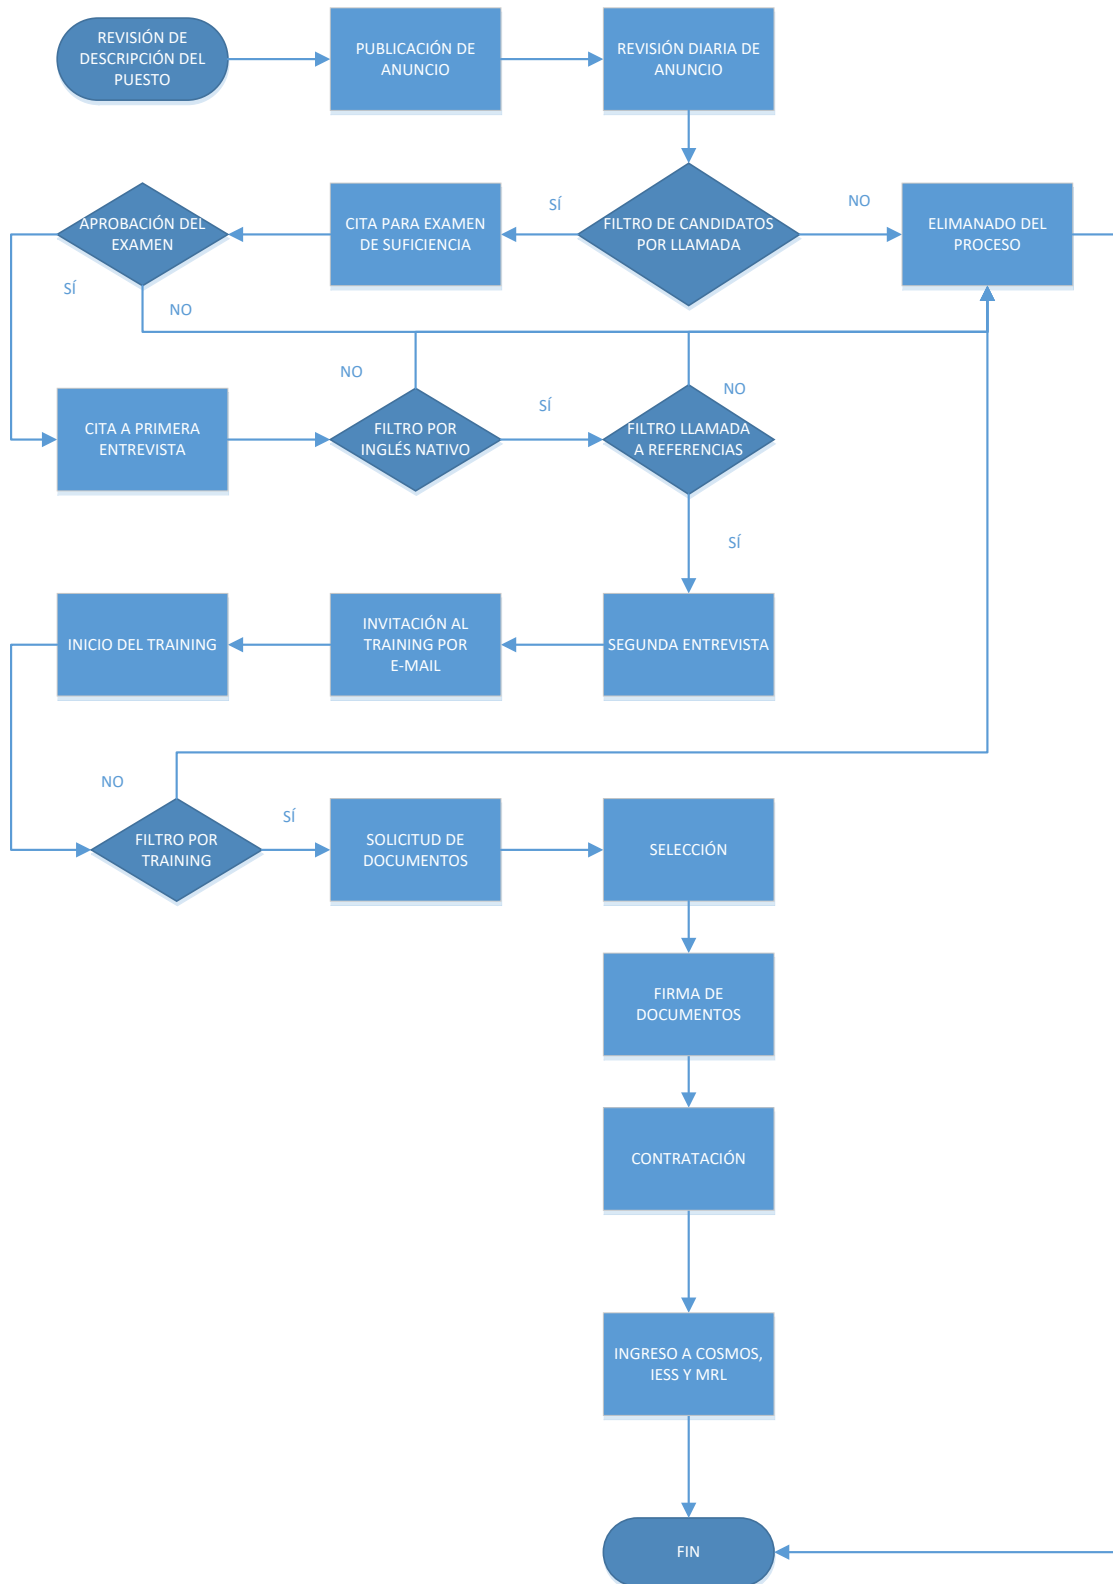 REVISIÓN DE
DESCRIPCIÓN DEL
PUESTO
PUBLICACIÓN DE
ANUNCIO
REVISIÓN DIARIA DE
ANUNCIO
APROBACIÓN DEL
EXAMEN
CITA PARA EXAMEN
DE SUFICIENCIA
SÍ
FILTRO DE CANDIDATOS
POR LLAMADA
NO
ELIMANADO DEL
PROCESO
SÍ
NO
CITA A PRIMERA
ENTREVISTA
NO
FILTRO POR
INGLÉS NATIVO
SÍ
FILTRO LLAMADA
A REFERENCIAS
NO
SÍ
INICIO DEL TRAINING
INVITACIÓN AL
TRAINING POR
E-MAIL
SEGUNDA ENTREVISTA
NO
FILTRO POR
TRAINING
SÍ
SOLICITUD DE
DOCUMENTOS
SELECCIÓN
FIRMA DE
DOCUMENTOS
CONTRATACIÓN
INGRESO A COSMOS,
IESS Y MRL
FIN